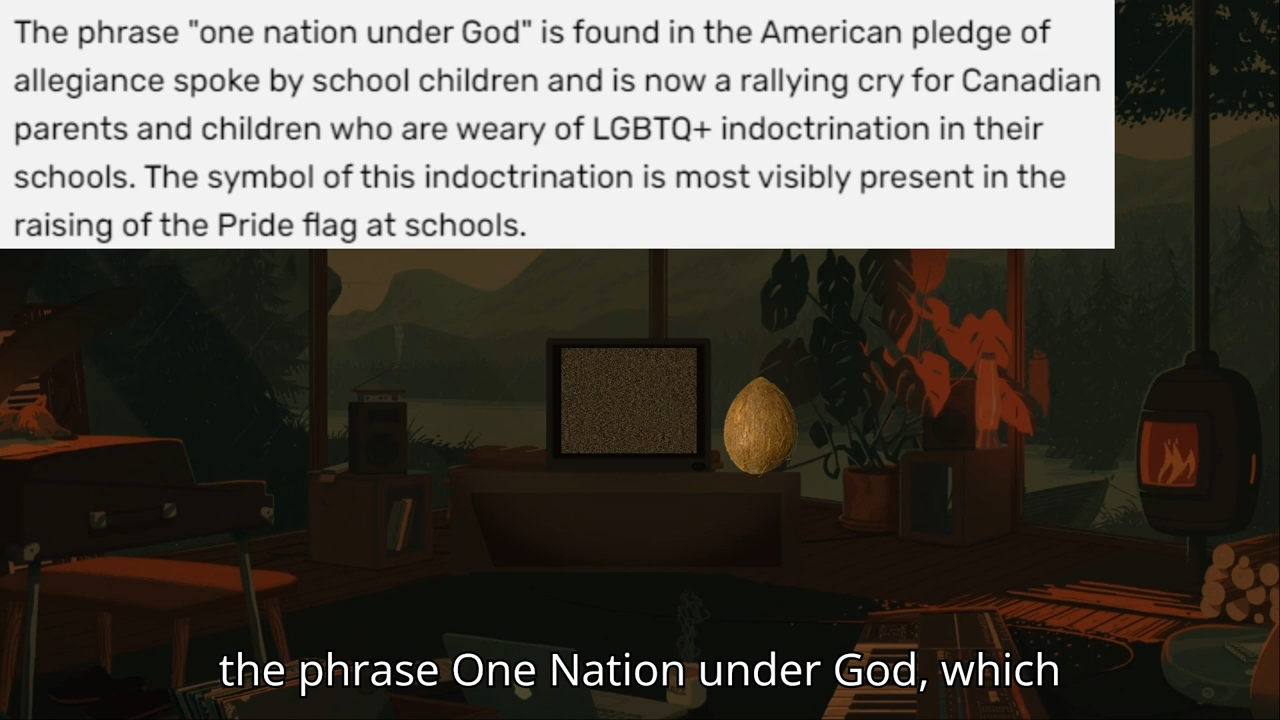 The phrase "one nation under God" is found in the American pledge of
allegiance spoke by school children and is now a rallying cry for Canadian
parents and children who are weary of LGBTQ+ indoctrination in their
schools. The symbol of this indoctrination is most visibly present in the
raising of the Pride flag at schools.
the phrase One Nation under God, which